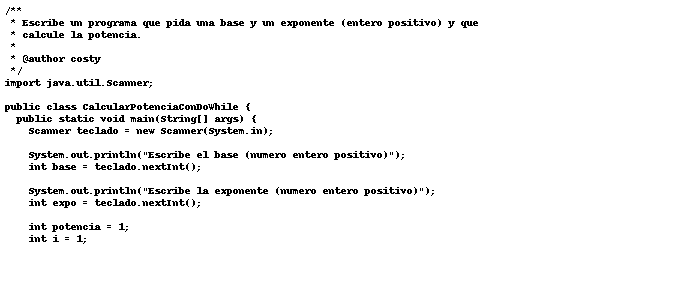 /**
 * Escribe un programa que pida una base y un exponente (entero positivo) y que
 * calcule la potencia.
 *
 * @author costy
 */
import java.util.Scanner;

public class CalcularPotenciaConDoWhile {
  public static void main(String[] args) {
    Scanner teclado = new Scanner(System.in);

    System.out.println("Escribe el base (numero entero positivo)");
    int base = teclado.nextInt();

    System.out.println("Escribe la exponente (numero entero positivo)");
    int expo = teclado.nextInt();

    int potencia = 1;
    int i = 1;